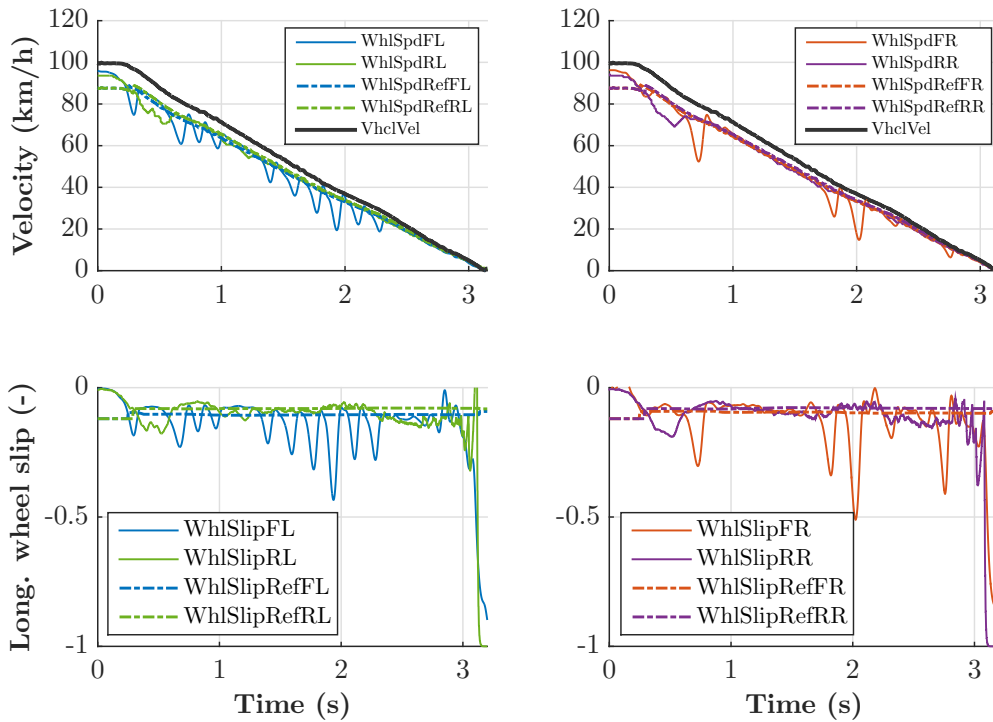 Velocity (km/h)
120
100
80
60
40
20
0
0 1 2 3
WhlSpdFL
WhlSpdRL
WhlSpdRefFL
WhlSpdRefRL
VhclVel
120
100
80
60
40
20
0
0 1 2 3
WhlSpdFR
WhlSpdRR
WhlSpdRefFR
WhlSpdRefRR
VhclVel
Long. wheel slip (-)
0
-0.5
-1
0 1 2 3
Time (s)
WhlSlipFL
WhlSlipRL
WhlSlipRefFL
WhlSlipRefRL
0
-0.5
-1
0 1 2 3
Time (s)
WhlSlipFR
WhlSlipRR
WhlSlipRefFR
WhlSlipRefRR